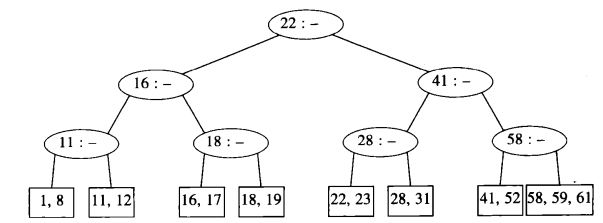 22 : –
16 : – 41 : –
11 : – 18 : – 28 : – 58 : –
1, 8 11, 12 16, 17 18, 19 22, 23 28, 31 41, 52 58, 59, 61